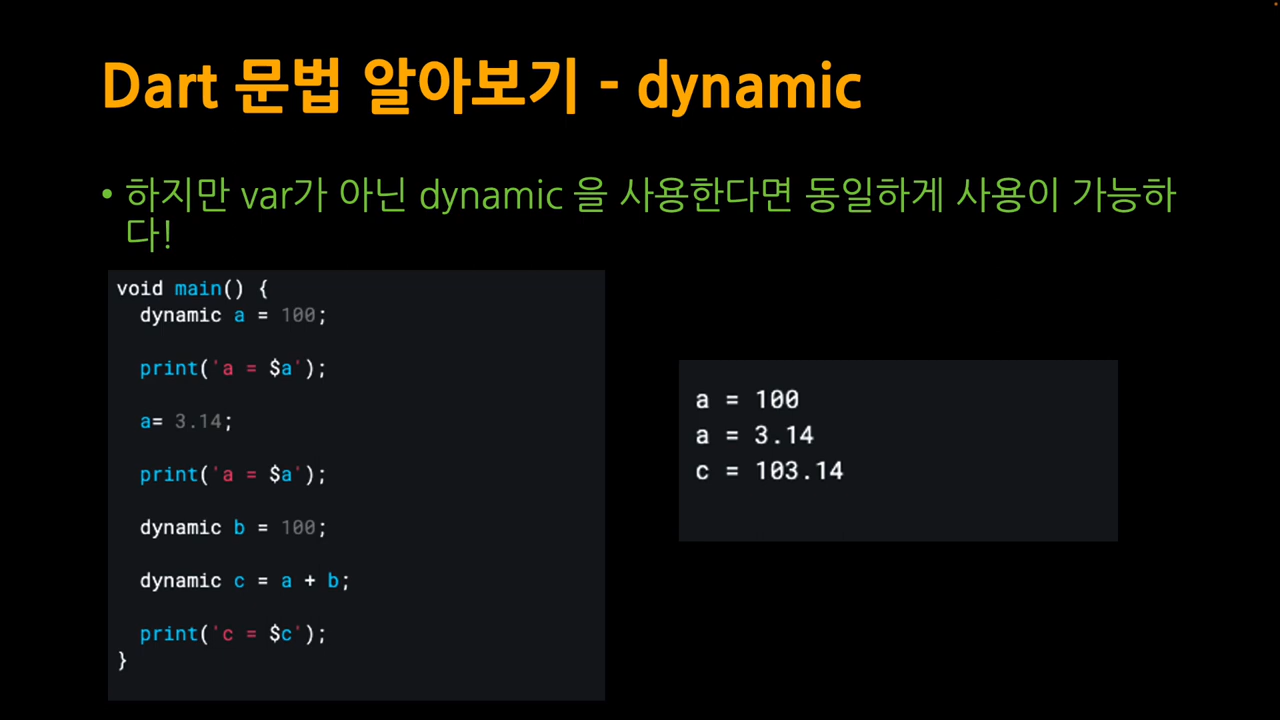 Dart 문법 알아보기 - dynamic
• 하지만 var가 아닌 dynamic 을 사용한다면 동일하게 사용이 가능하
다!
void main() {
  dynamic a = 100;
  print('a = $a');
  a= 3.14;
  print('a = $a');
  dynamic b = 100;
  dynamic c = a + b;
  print('c = $c');
}
a = 100
a = 3.14
c = 103.14